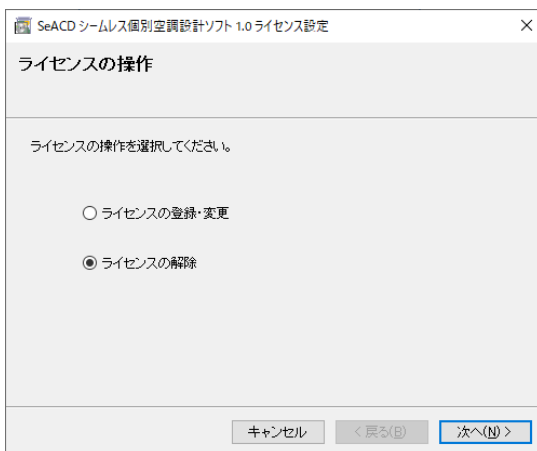 SeACD シームレス個別空調設計ソフト 1.0 ライセンス設定
ライセンスの操作
ライセンスの操作を選択してください。
ライセンスの登録・変更
ライセンスの解除
キャンセル < 戻る(B) 次へ(N) >